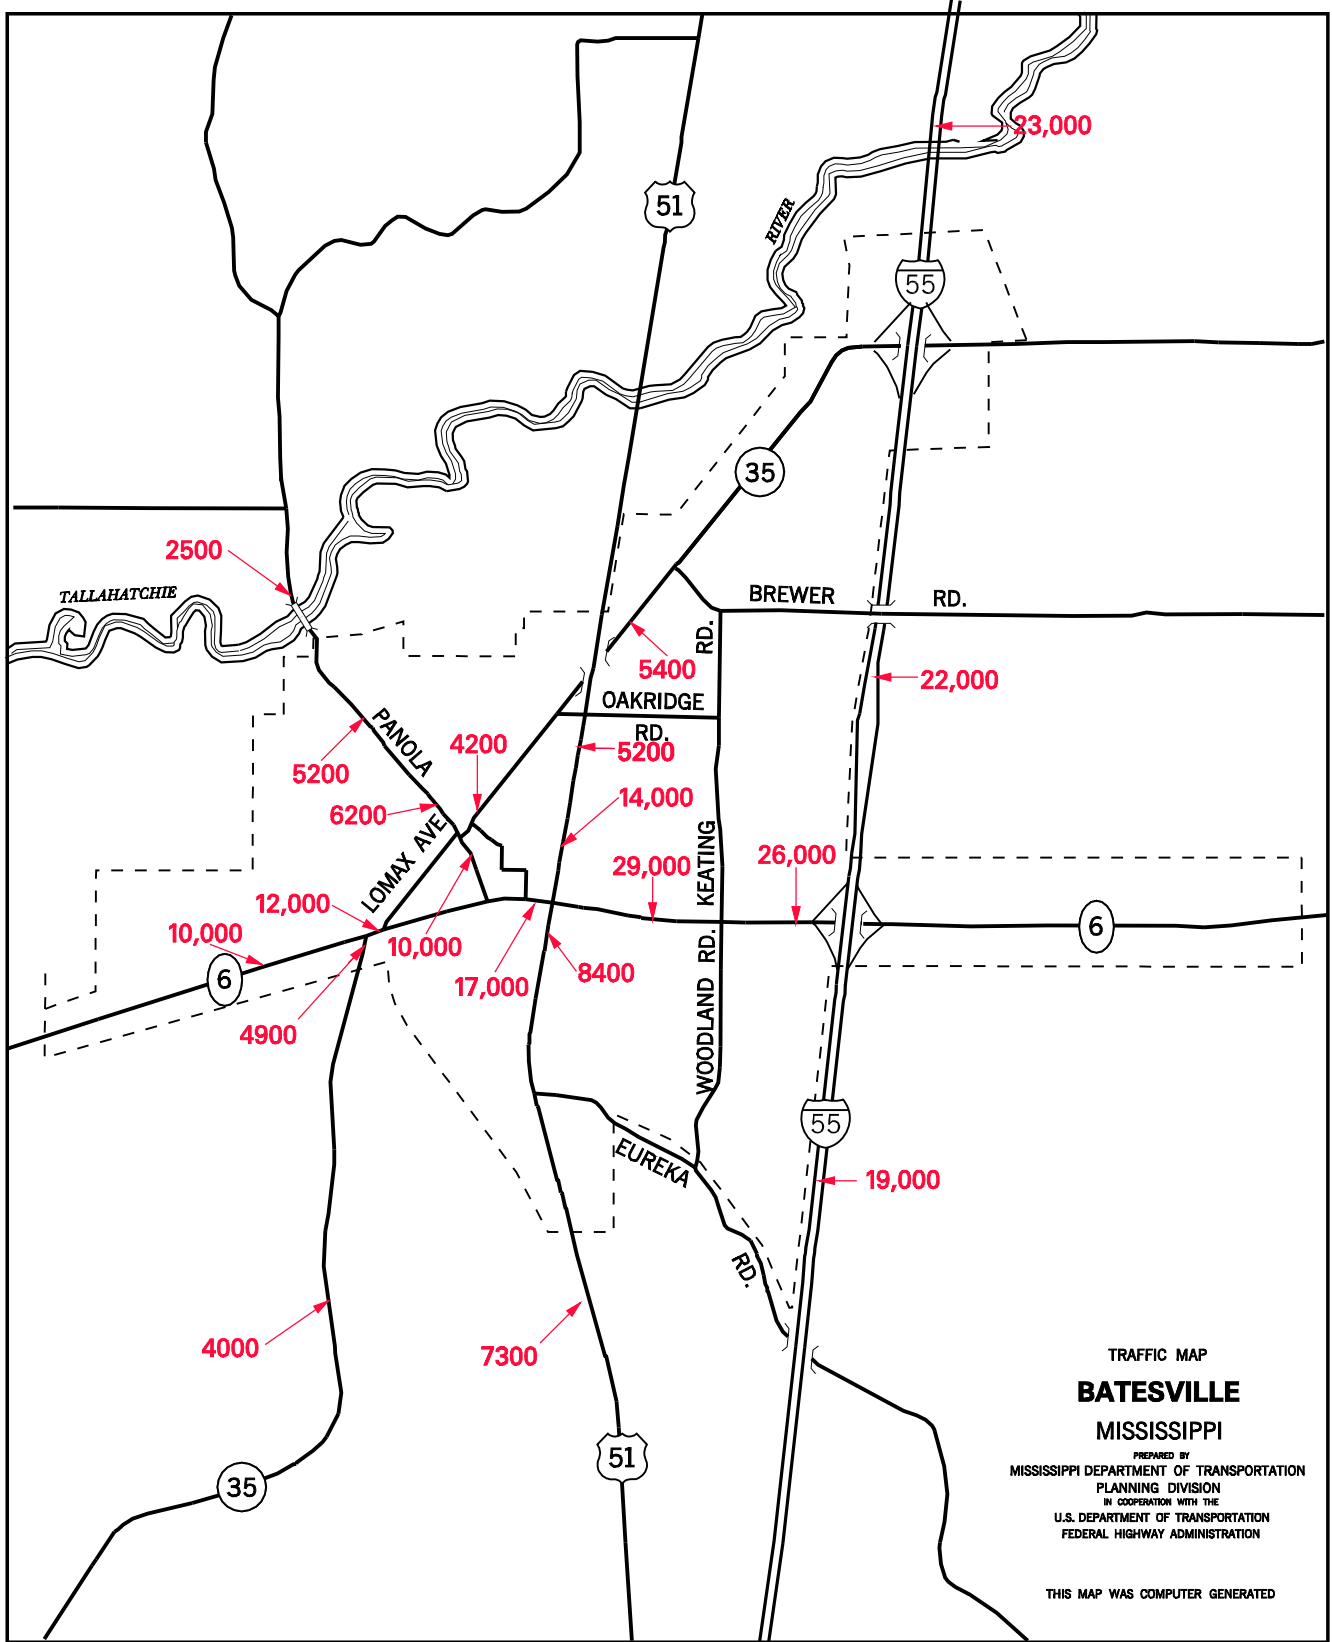 23,000
51
RIVER
55
35
2500
TALLAHATCHIE
BREWER RD.
RD.
5400
22,000
OAKRIDGE
RD.
PANOLA
4200
5200
5200
14,000
6200
LOMAX AVE
KEATING
29,000
26,000
12,000
10,000
10,000
6
6
WOODLAND RD.
17,000
8400
4900
55
EUREKA
19,000
RD.
4000
7300
TRAFFIC MAP
BATESVILLE
MISSISSIPPI
PREPARED BY
MISSISSIPPI DEPARTMENT OF TRANSPORTATION
PLANNING DIVISION
IN COOPERATION WITH THE
U.S. DEPARTMENT OF TRANSPORTATION
FEDERAL HIGHWAY ADMINISTRATION
51
35
THIS MAP WAS COMPUTER GENERATED